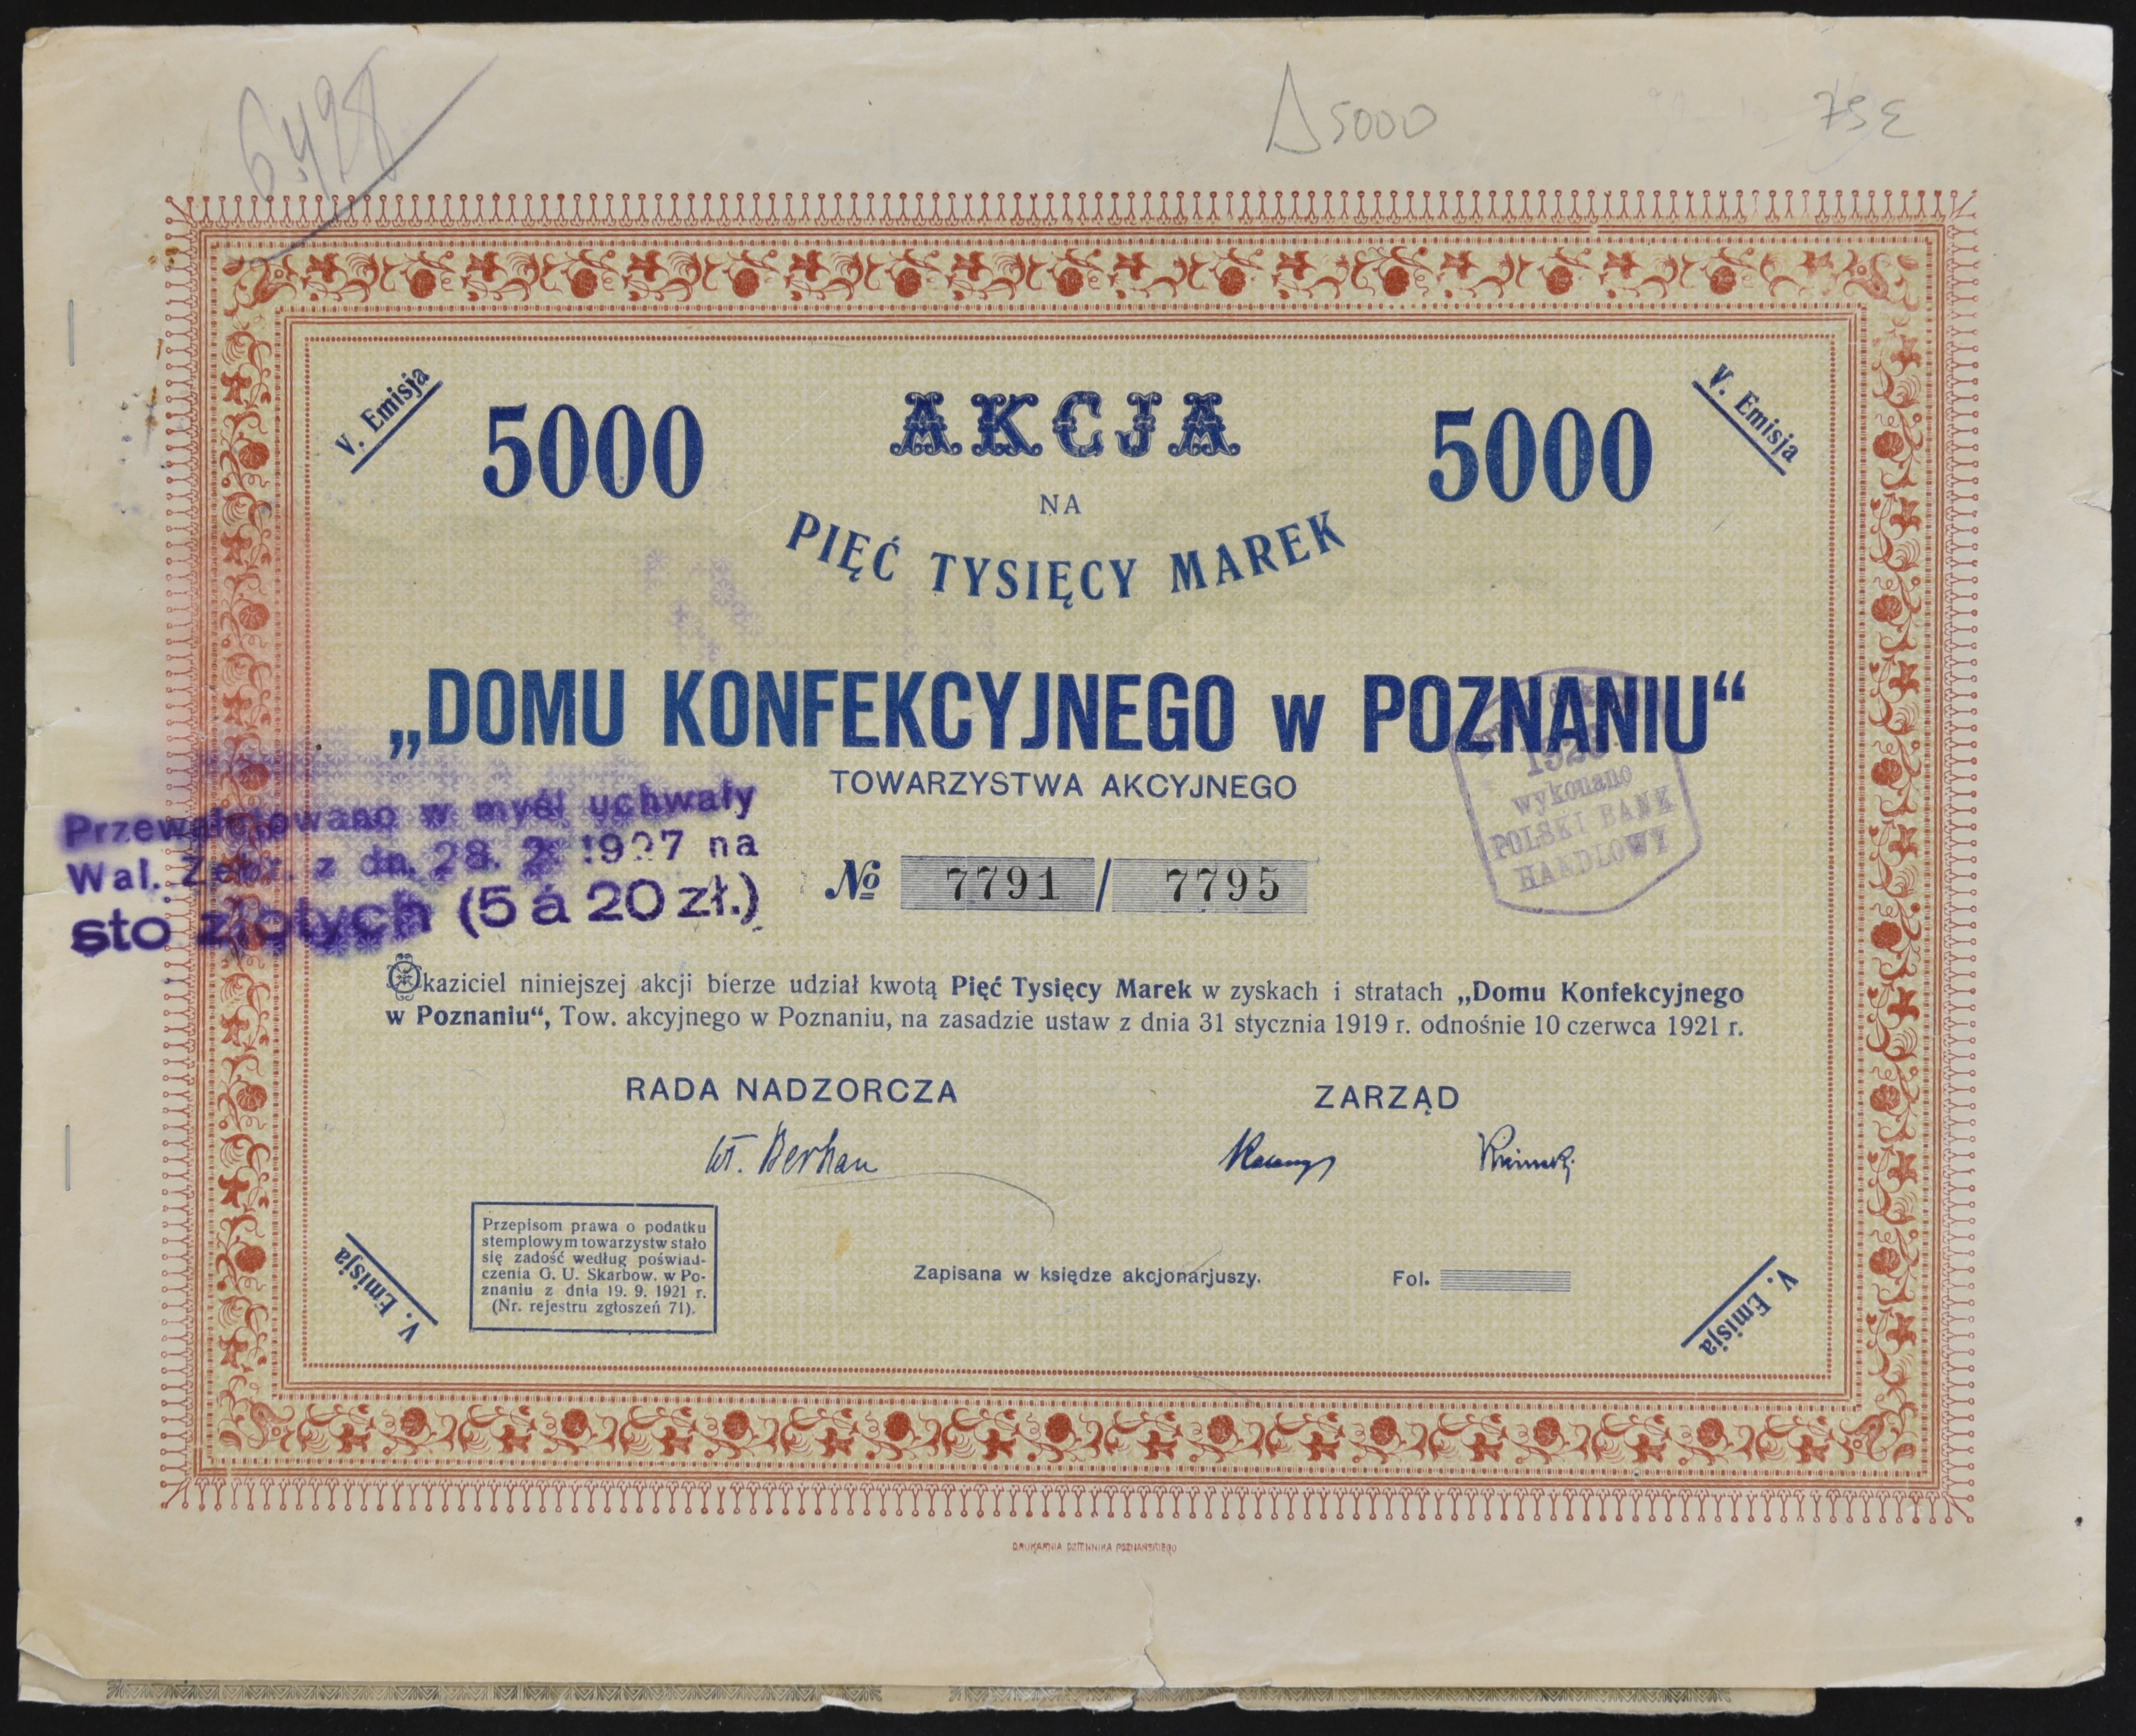 6498
5000
V. Emisja
V. Emisja
5000
AKCJA
5000
NA
PIĘĆ TYSIĘCY MAREK
„DOMU KONFEKCYJNEGO w POZNANIU“
TOWARZYSTWA AKCYJNEGO
wykonano
POLSKI BANK
HANDLOWY
Przewalutowano w myśl uchwały
Wal. Zebr. z dn. 28. 2. 1927 na
sto złotych (5 à 20 zł.)
№ 7791 / 7795
Okaziciel niniejszej akcji bierze udział kwotą Pięć Tysięcy Marek w zyskach i stratach „Domu Konfekcyjnego
w Poznaniu“, Tow. akcyjnego w Poznaniu, na zasadzie ustaw z dnia 31 stycznia 1919 r. odnośnie 10 czerwca 1921 r.
RADA NADZORCZA
ZARZĄD
Przepisom prawa o podatku
stemplowym towarzystw stało
się zadość według poświad-
czenia G. U. Skarbow. w Po-
znaniu z dnia 19. 9. 1921 r.
(Nr. rejestru zgłoszeń 71).
Zapisana w księdze akcjonarjuszy.
Fol.
V. Emisja
V. Emisja
DRUKARNIA DZIENNIKA POZNAŃSKIEGO